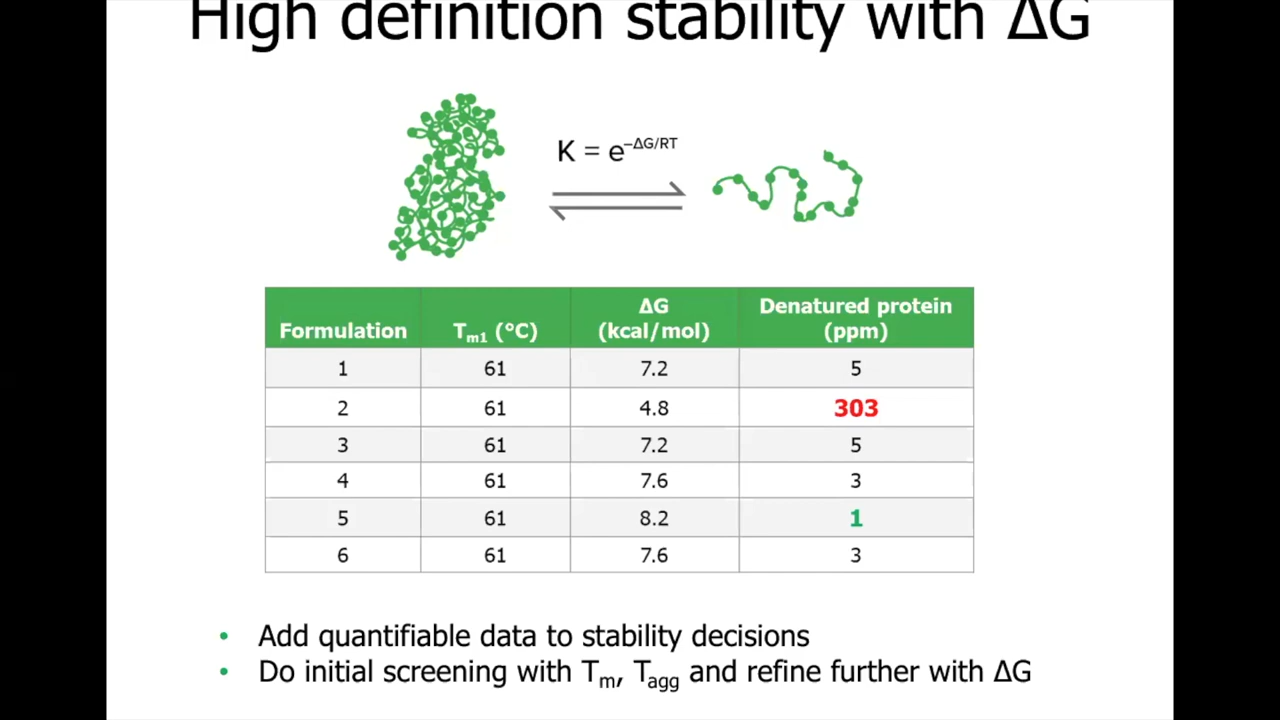 High definition stability with ΔG
K = e–ΔG/RT
Formulation Tm1 (°C) ΔG (kcal/mol) Denatured protein (ppm)
1 61 7.2 5
2 61 4.8 303
3 61 7.2 5
4 61 7.6 3
5 61 8.2 1
6 61 7.6 3
• Add quantifiable data to stability decisions
• Do initial screening with Tm, Tagg and refine further with ΔG